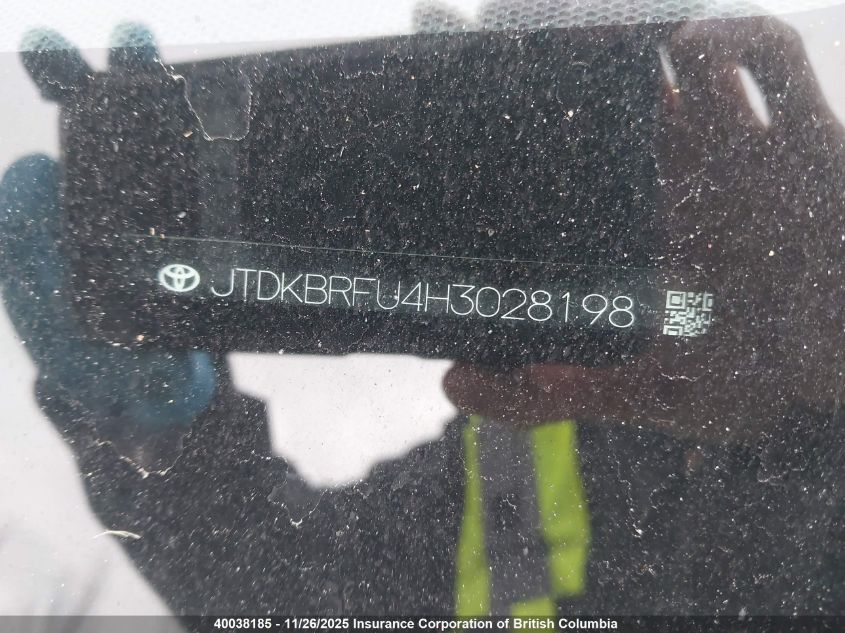 JTDKBRFU4H3028198
40038185 - 11/26/2025 Insurance Corporation of British Columbia